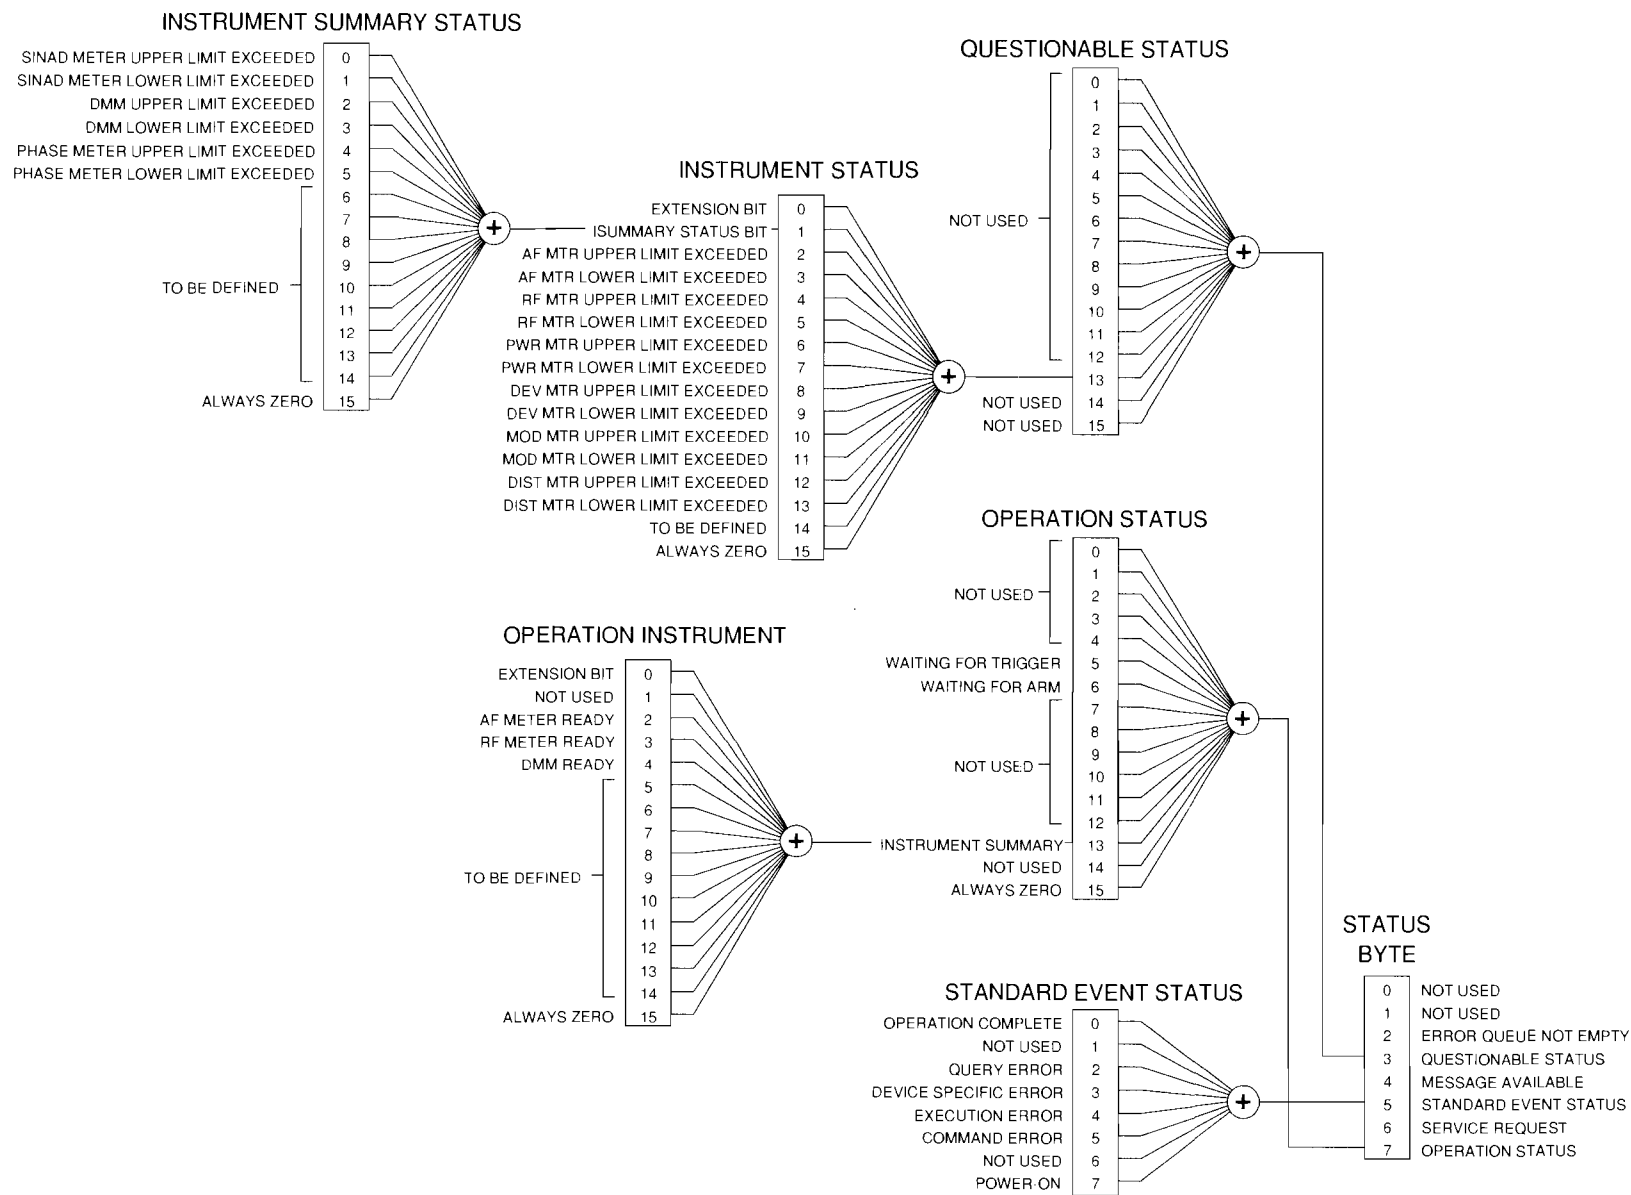 INSTRUMENT SUMMARY STATUS
SINAD METER UPPER LIMIT EXCEEDED 0
SINAD METER LOWER LIMIT EXCEEDED 1
DMM UPPER LIMIT EXCEEDED 2
DMM LOWER LIMIT EXCEEDED 3
PHASE METER UPPER LIMIT EXCEEDED 4
PHASE METER LOWER LIMIT EXCEEDED 5
6
7
8
9
TO BE DEFINED 10
11
12
13
14
ALWAYS ZERO 15
+
INSTRUMENT STATUS
EXTENSION BIT 0
ISUMMARY STATUS BIT 1
AF MTR UPPER LIMIT EXCEEDED 2
AF MTR LOWER LIMIT EXCEEDED 3
RF MTR UPPER LIMIT EXCEEDED 4
RF MTR LOWER LIMIT EXCEEDED 5
PWR MTR UPPER LIMIT EXCEEDED 6
PWR MTR LOWER LIMIT EXCEEDED 7
DEV MTR UPPER LIMIT EXCEEDED 8
DEV MTR LOWER LIMIT EXCEEDED 9
MOD MTR UPPER LIMIT EXCEEDED 10
MOD MTR LOWER LIMIT EXCEEDED 11
DIST MTR UPPER LIMIT EXCEEDED 12
DIST MTR LOWER LIMIT EXCEEDED 13
TO BE DEFINED 14
ALWAYS ZERO 15
+
QUESTIONABLE STATUS
0
1
2
3
4
5
NOT USED 6
7
8
9
10
11
12
13
NOT USED 14
NOT USED 15
+
OPERATION INSTRUMENT
EXTENSION BIT 0
NOT USED 1
AF METER READY 2
RF METER READY 3
DMM READY 4
5
6
7
8
TO BE DEFINED 9
10
11
12
13
14
ALWAYS ZERO 15
+
OPERATION STATUS
0
1
NOT USED 2
3
4
WAITING FOR TRIGGER 5
WAITING FOR ARM 6
7
8
9
NOT USED 10
11
12
INSTRUMENT SUMMARY 13
NOT USED 14
ALWAYS ZERO 15
+
STANDARD EVENT STATUS
OPERATION COMPLETE 0
NOT USED 1
QUERY ERROR 2
DEVICE SPECIFIC ERROR 3
EXECUTION ERROR 4
COMMAND ERROR 5
NOT USED 6
POWER-ON 7
+
STATUS
BYTE
0 NOT USED
1 NOT USED
2 ERROR QUEUE NOT EMPTY
3 QUESTIONABLE STATUS
4 MESSAGE AVAILABLE
5 STANDARD EVENT STATUS
6 SERVICE REQUEST
7 OPERATION STATUS